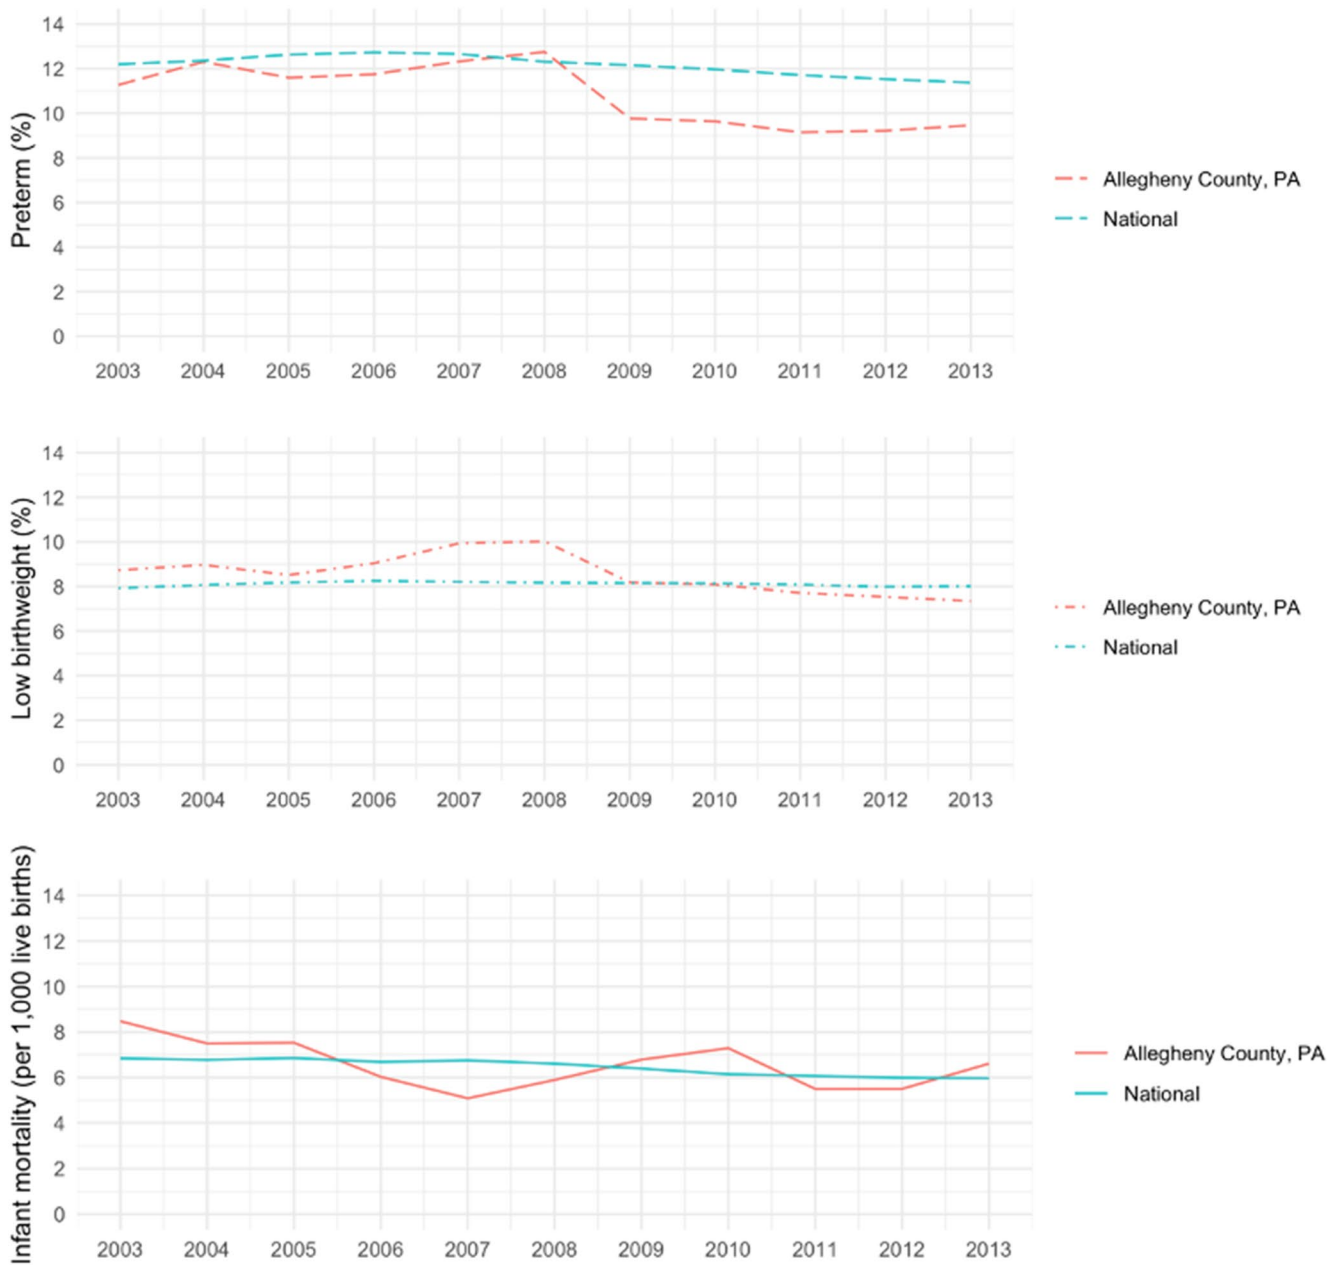 Preterm (%)
14
12
10
8
6
4
2
0
2003 2004 2005 2006 2007 2008 2009 2010 2011 2012 2013
Allegheny County, PA
National
Low birthweight (%)
14
12
10
8
6
4
2
0
2003 2004 2005 2006 2007 2008 2009 2010 2011 2012 2013
Allegheny County, PA
National
Infant mortality (per 1,000 live births)
14
12
10
8
6
4
2
0
2003 2004 2005 2006 2007 2008 2009 2010 2011 2012 2013
Allegheny County, PA
National